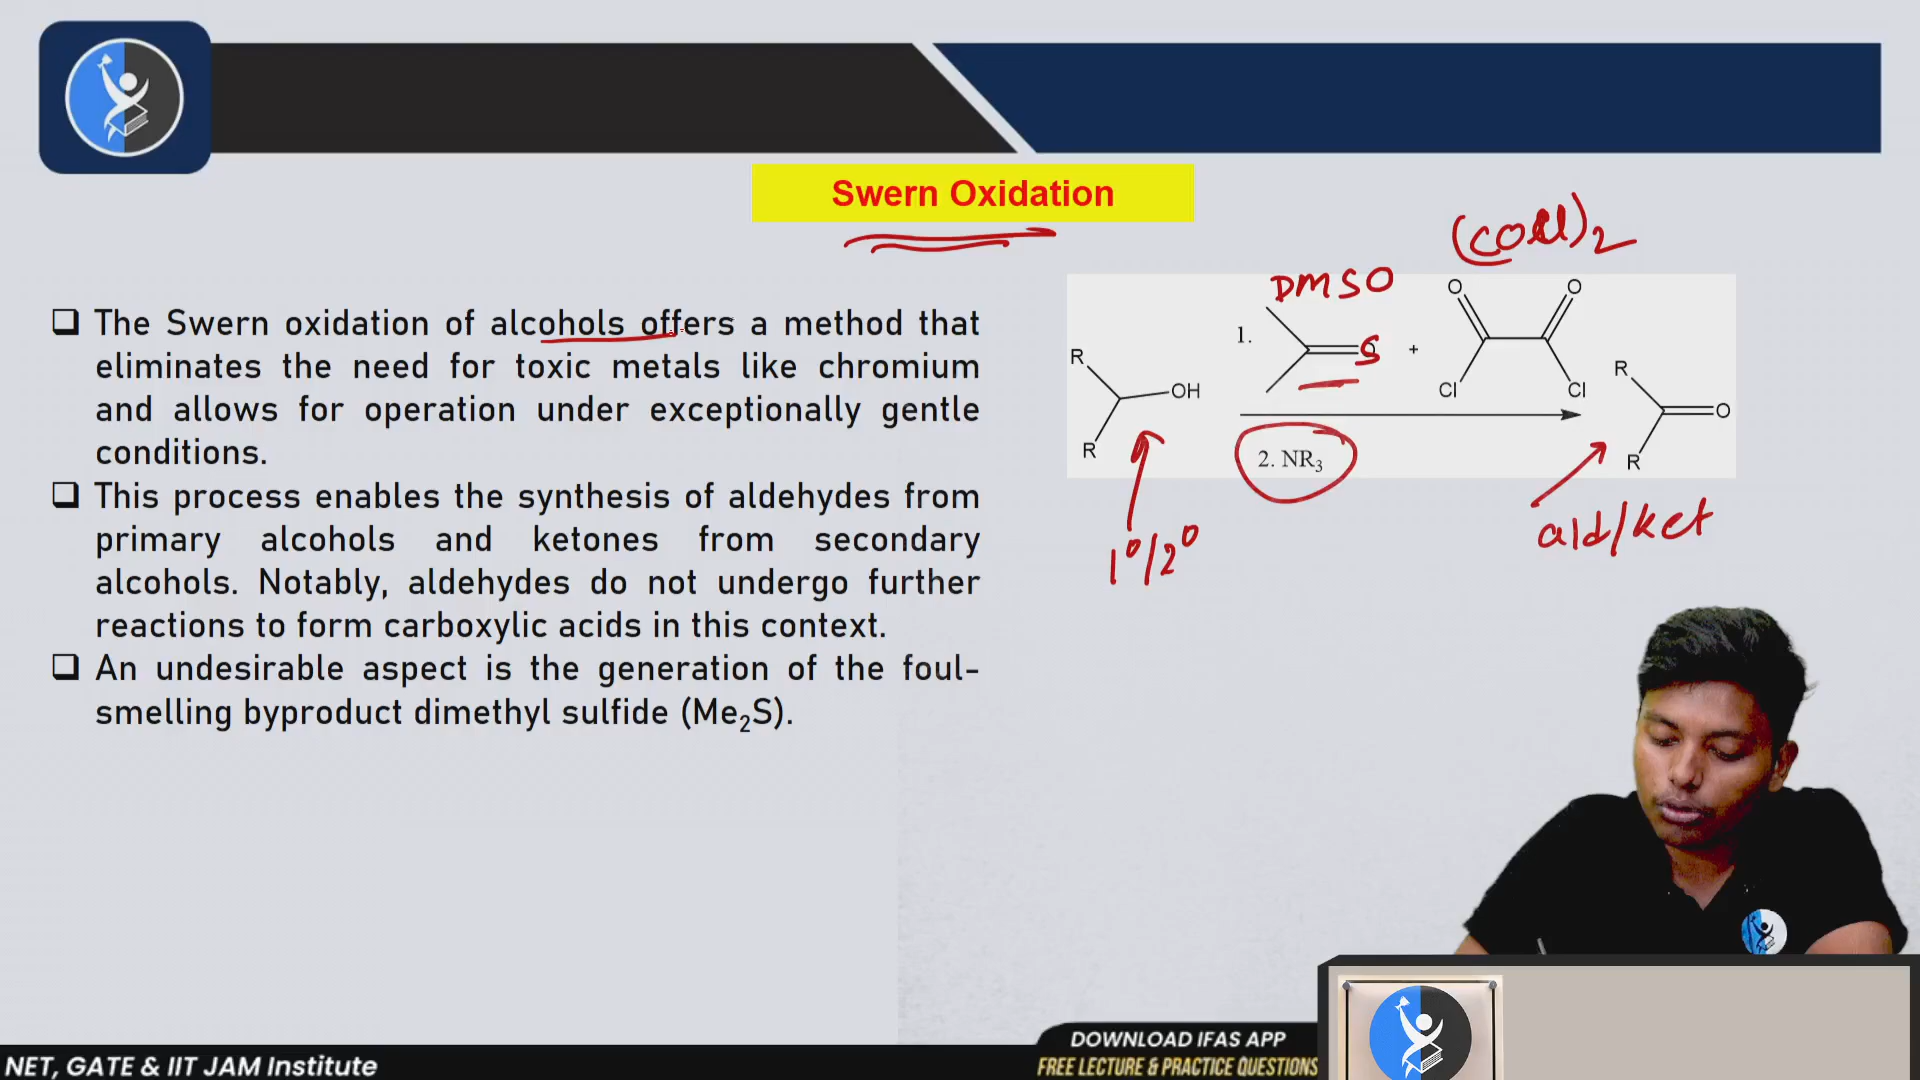 Swern Oxidation
(COCl)2
DMSO
❑ The Swern oxidation of alcohols offers a method that
eliminates the need for toxic metals like chromium
and allows for operation under exceptionally gentle
conditions.
❑ This process enables the synthesis of aldehydes from
primary alcohols and ketones from secondary
alcohols. Notably, aldehydes do not undergo further
reactions to form carboxylic acids in this context.
❑ An undesirable aspect is the generation of the foul-
smelling byproduct dimethyl sulfide (Me₂S).
R
R
OH
1.
S
+
O
O
Cl
Cl
2. NR₃
R
R
O
1°/2°
ald/ket
DOWNLOAD IFAS APP
FREE LECTURE & PRACTICE QUESTIONS
NET, GATE & IIT JAM Institute